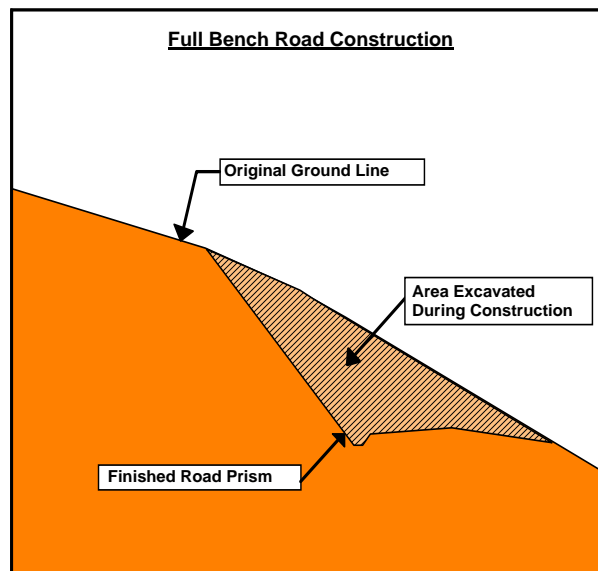 Full Bench Road Construction
Original Ground Line
Area Excavated
During Construction
Finished Road Prism